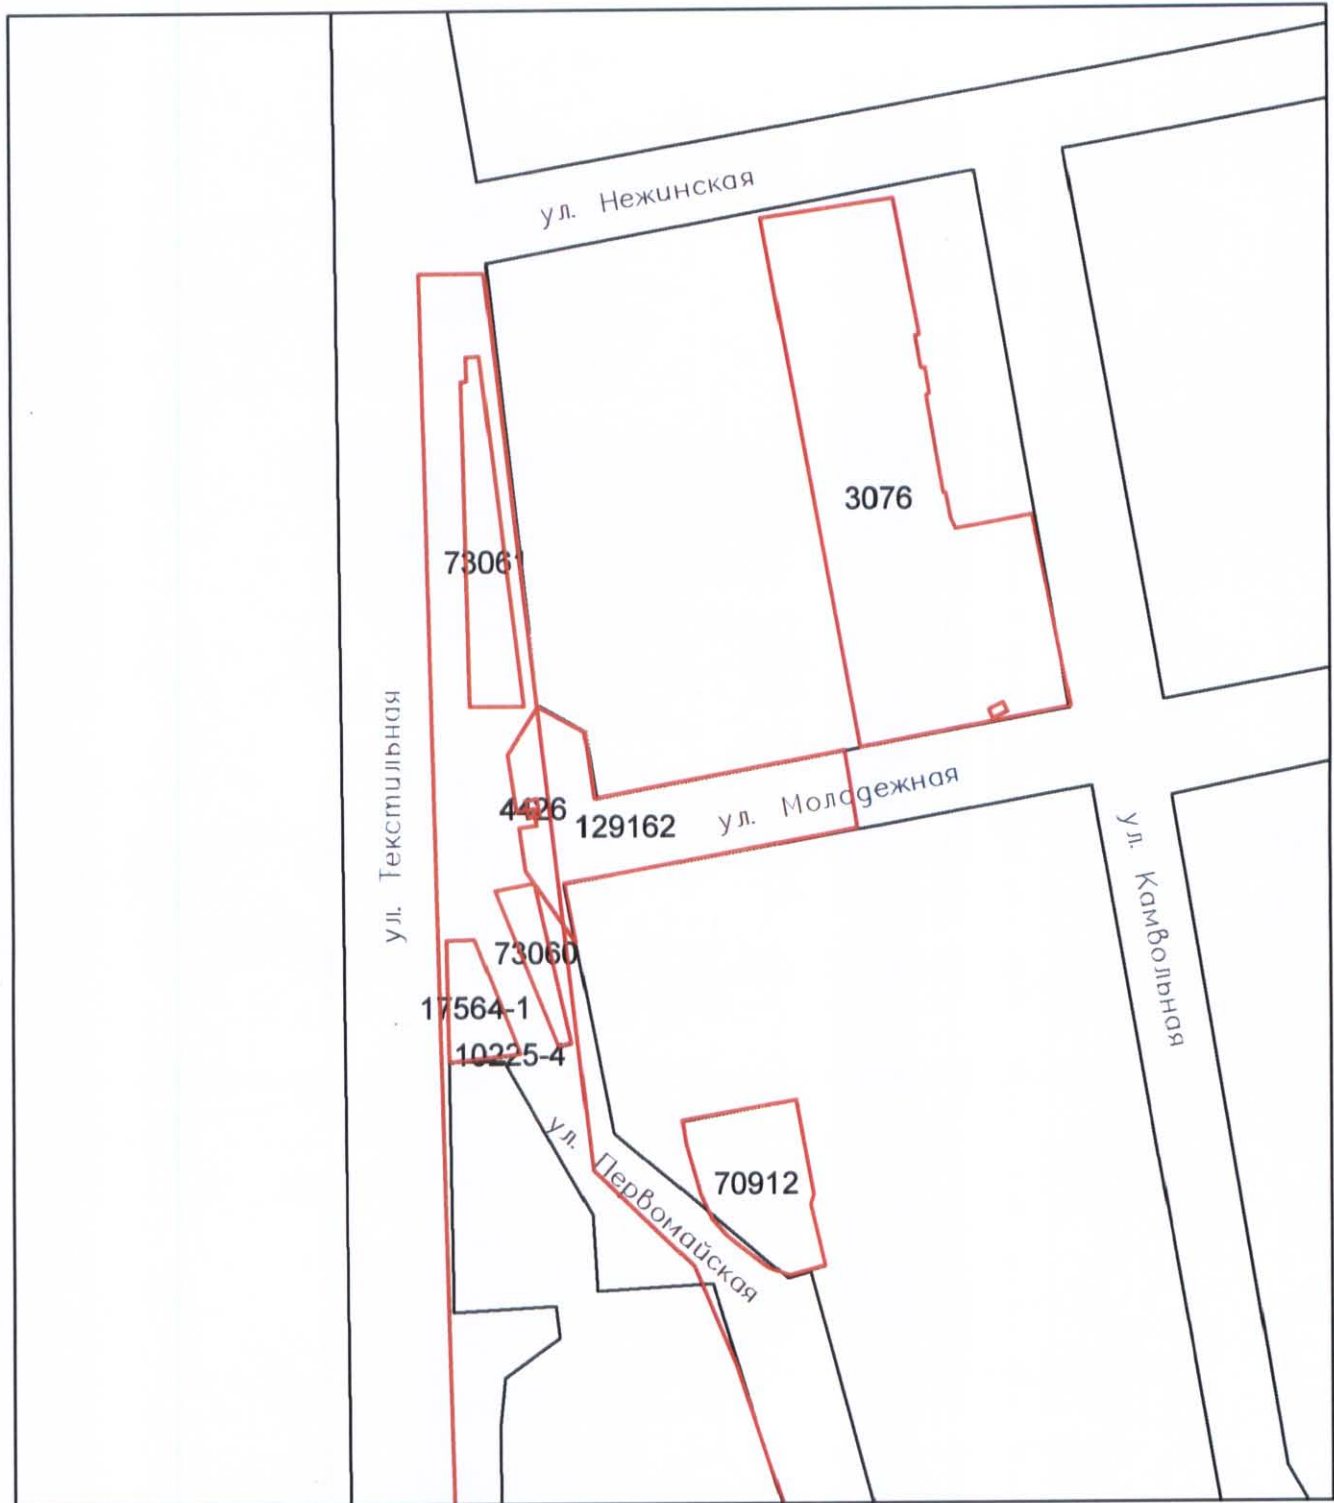 ул. Нежинская
3076
73061
ул. Текстильная
4426
129162
ул. Молодежная
ул. Камвольная
73060
17564-1
10225-4
ул. Первомайская
70912